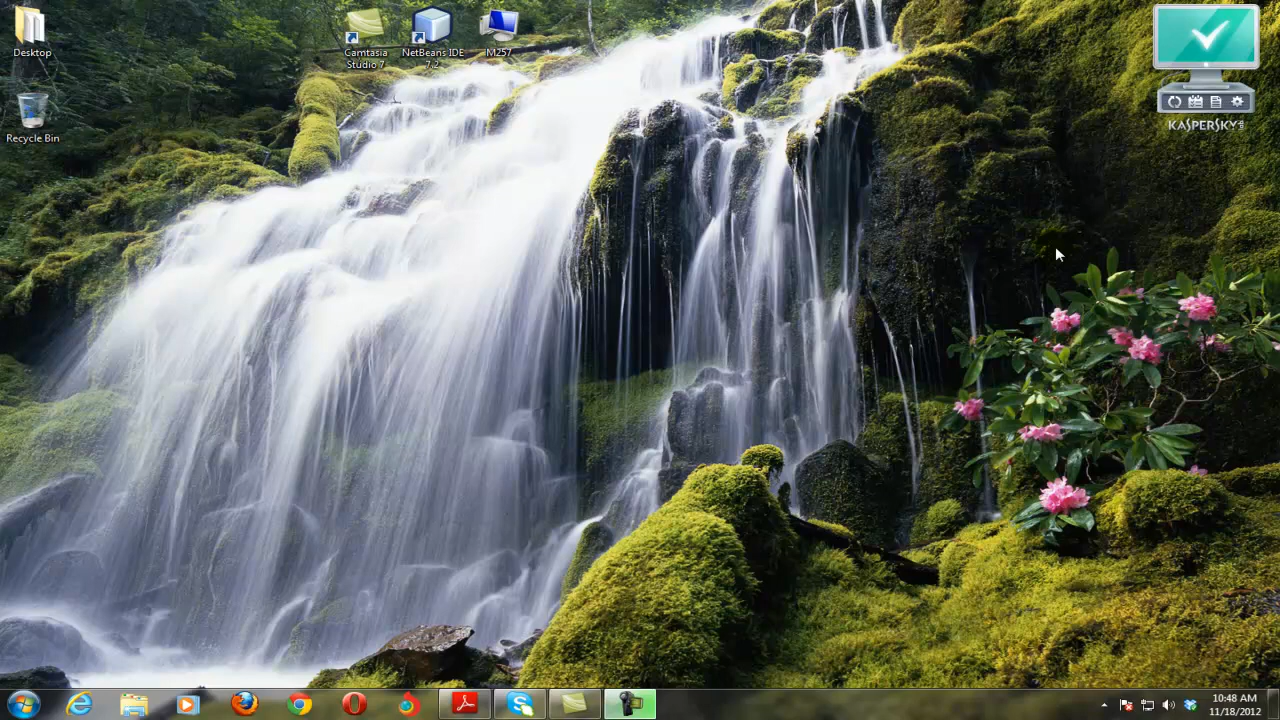 Desktop
Recycle Bin
Camtasia
Studio 7
NetBeans IDE
7.2
M257
KASPERSKY
10:48 AM
11/18/2012